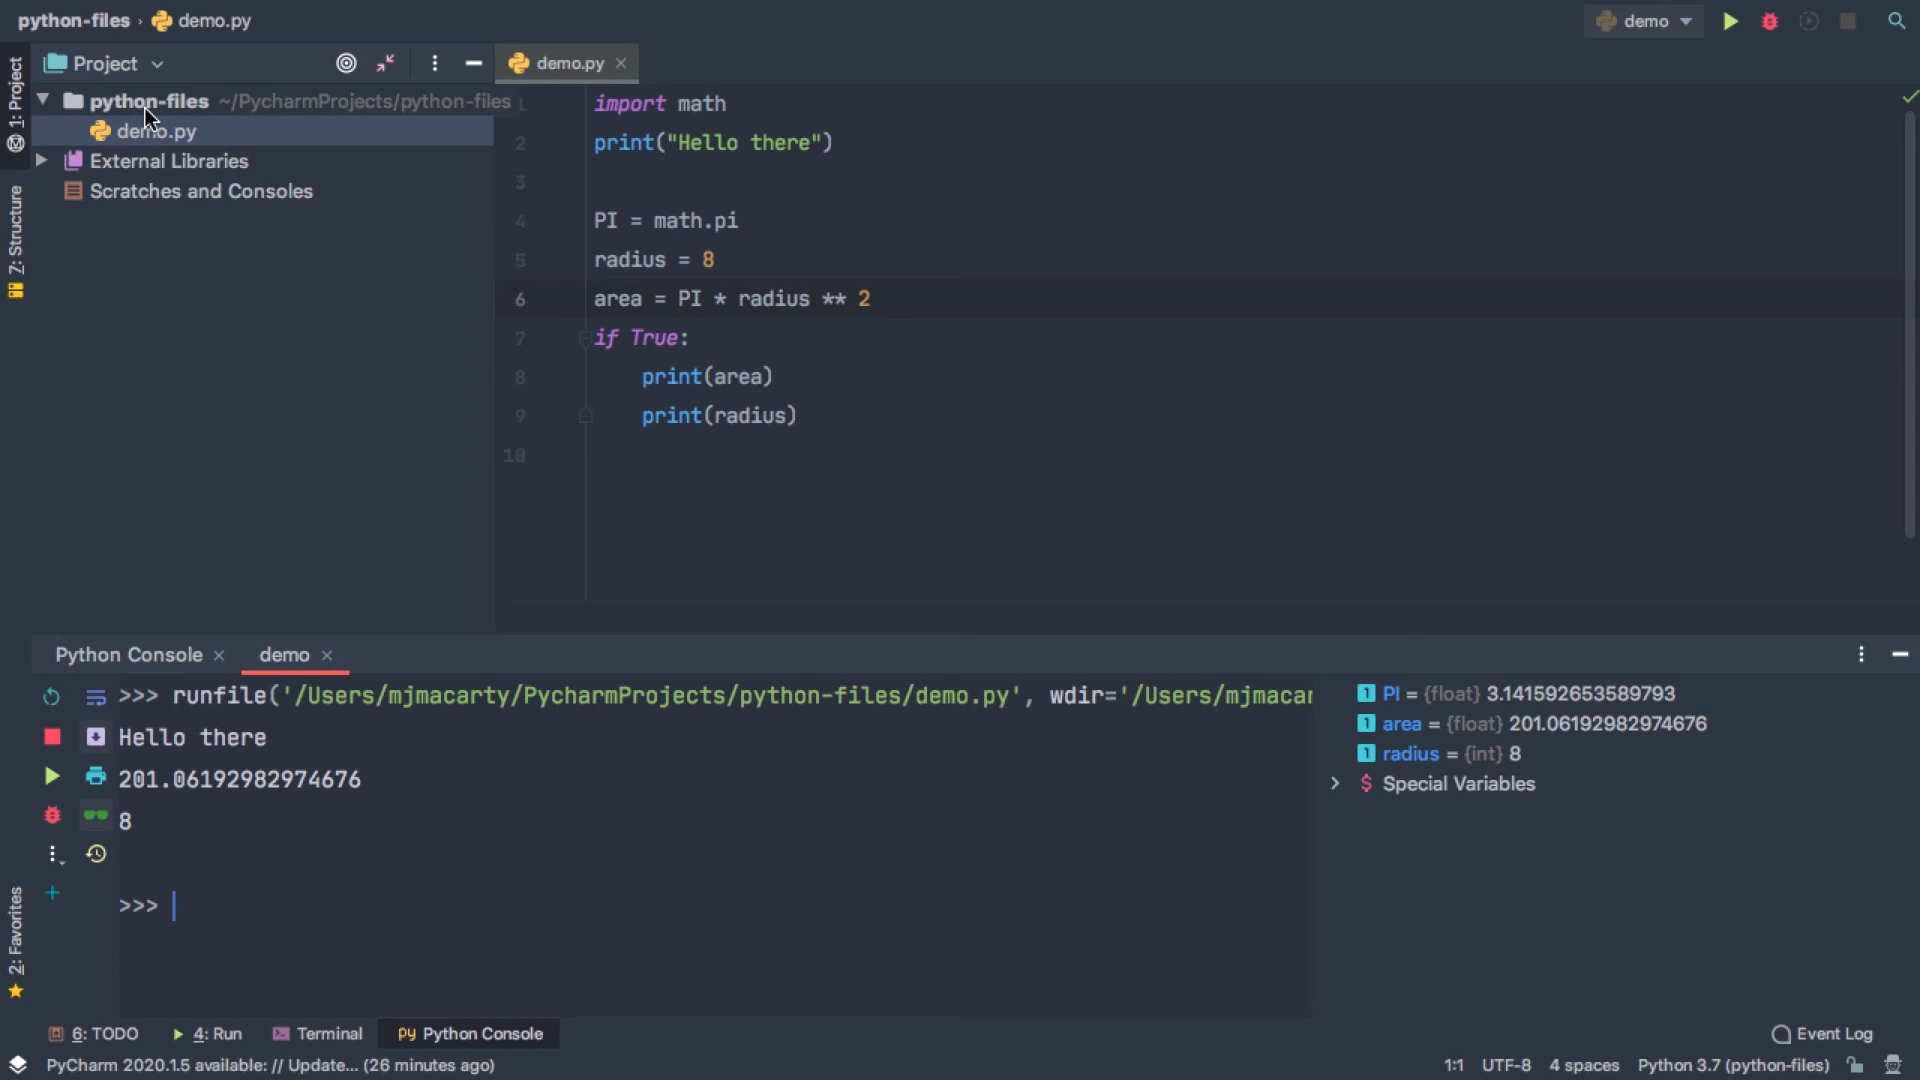 python-files › demo.py
demo
1: Project
Project
demo.py
python-files ~/PycharmProjects/python-files
demo.py
External Libraries
Scratches and Consoles
Z: Structure
1 import math
2 print("Hello there")
3
4 PI = math.pi
5 radius = 8
6 area = PI * radius ** 2
7 if True:
8 print(area)
9 print(radius)
10
Python Console
demo
>>> runfile('/Users/mjmacarty/PycharmProjects/python-files/demo.py', wdir='/Users/mjmacar
Hello there
201.06192982974676
8
>>>
PI = {float} 3.141592653589793
area = {float} 201.06192982974676
radius = {int} 8
Special Variables
2: Favorites
6: TODO
4: Run
Terminal
Python Console
Event Log
PyCharm 2020.1.5 available: // Update... (26 minutes ago)
1:1 UTF-8 4 spaces Python 3.7 (python-files)